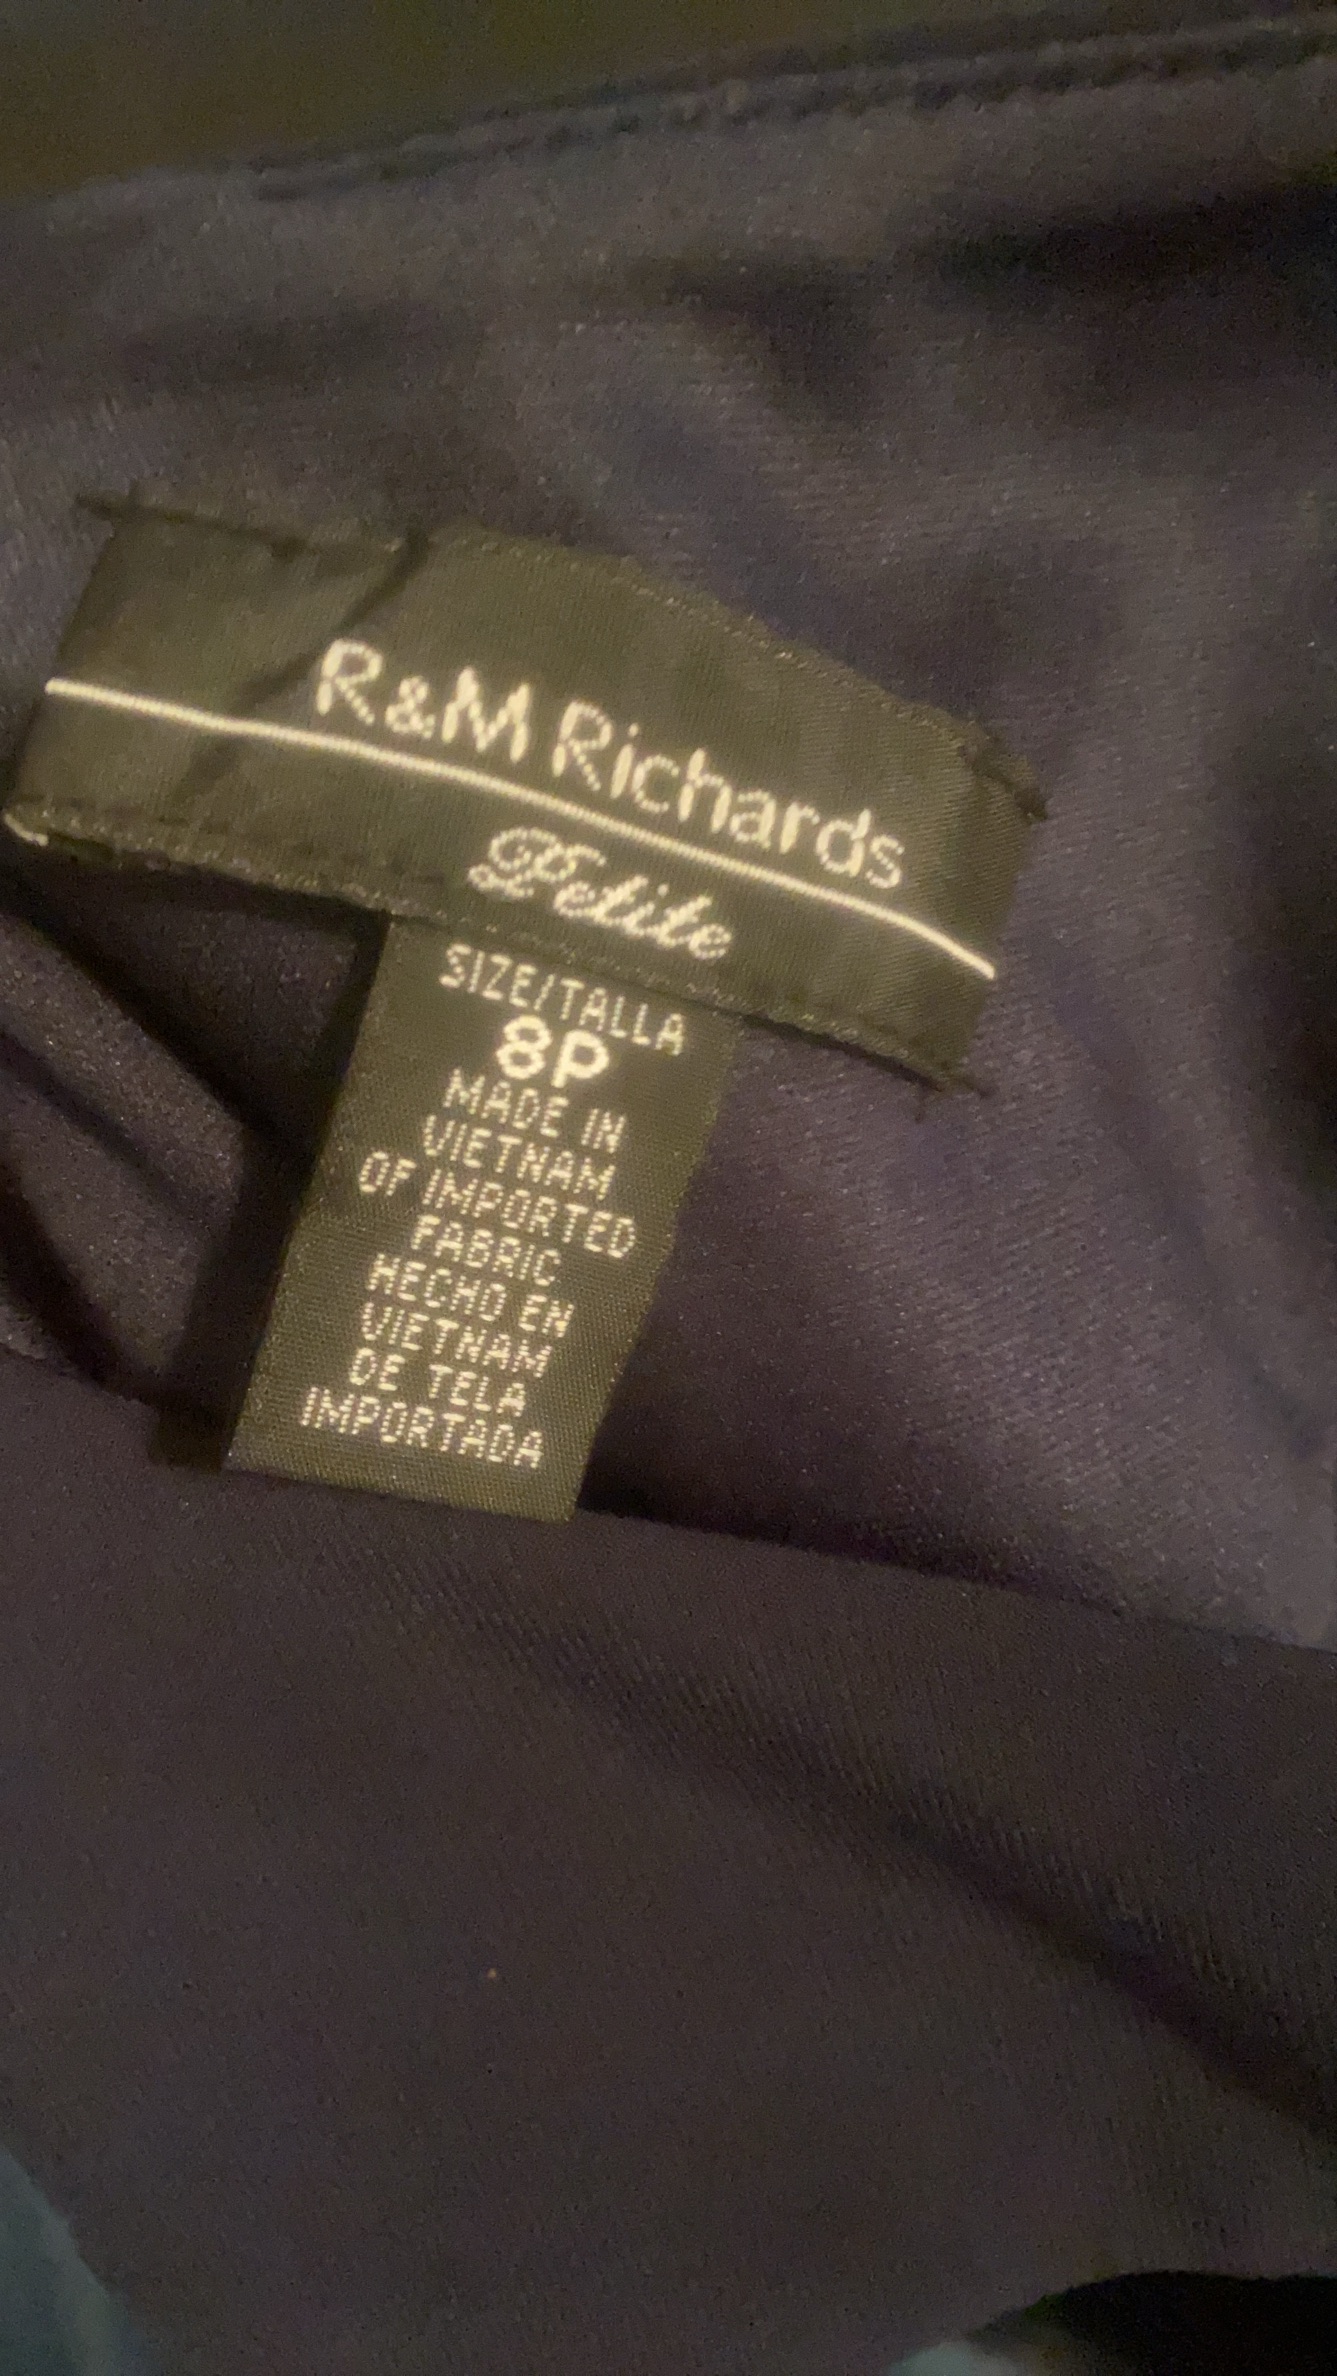 R&M Richards
Petite
SIZE/TALLA
8P
MADE IN
VIETNAM
OF IMPORTED
FABRIC
HECHO EN
VIETNAM
DE TELA
IMPORTADA